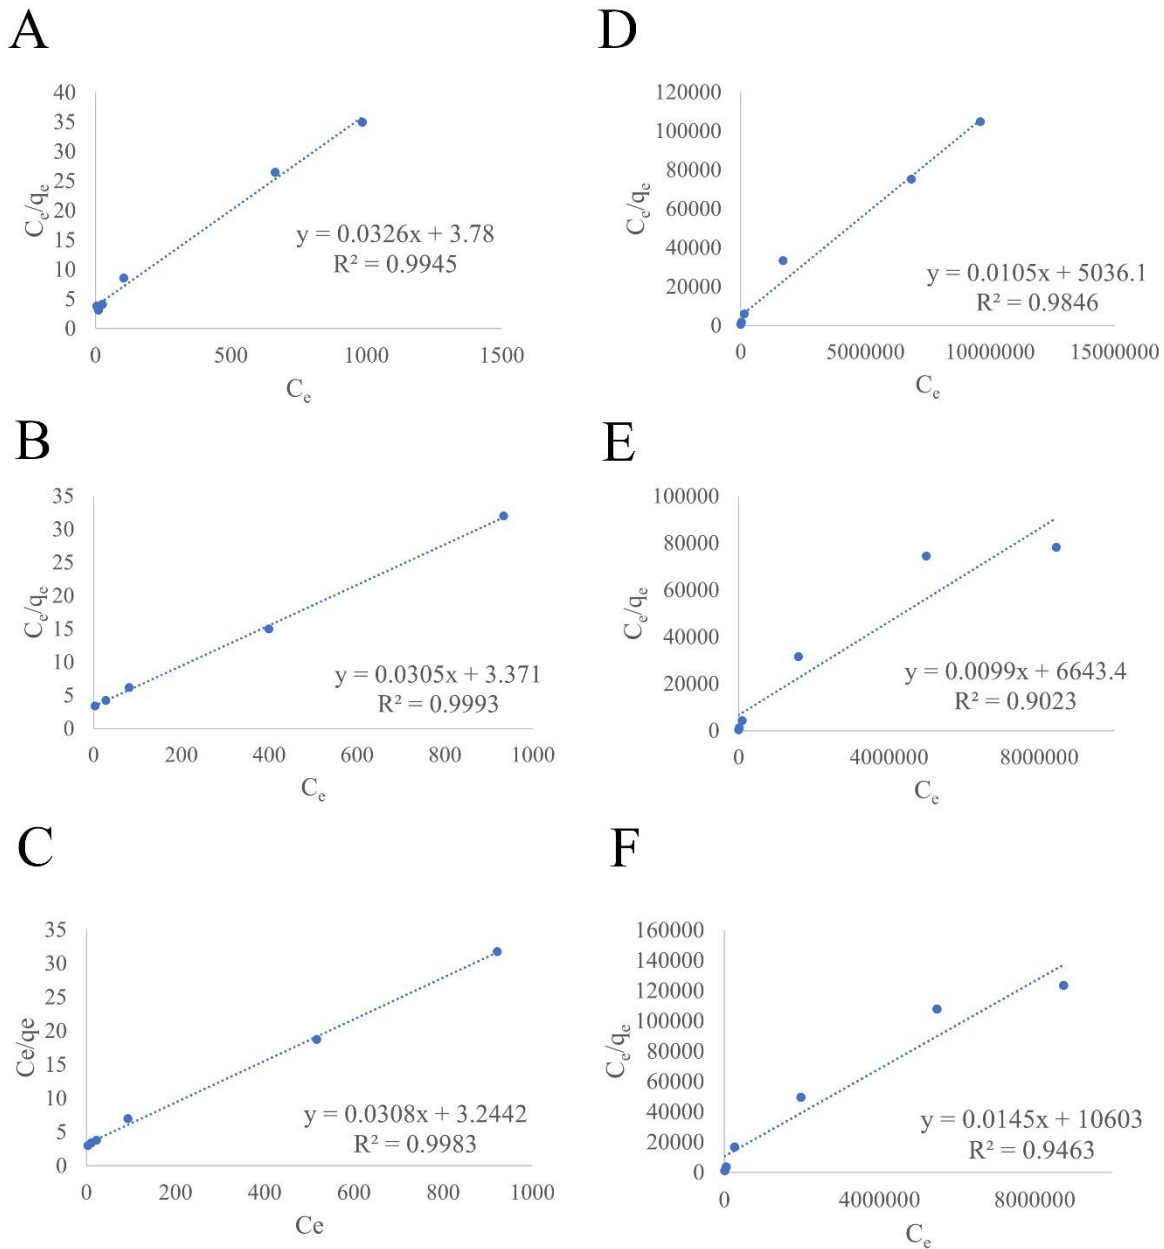 A
40
35
30
25
20
15
10
5
0
Cₑ/qₑ
y = 0.0326x + 3.78
R² = 0.9945
0 500 1000 1500
Cₑ
D
120000
100000
80000
60000
40000
20000
0
Cₑ/qₑ
y = 0.0105x + 5036.1
R² = 0.9846
0 5000000 10000000 15000000
Cₑ
B
35
30
25
20
15
10
5
0
Cₑ/qₑ
y = 0.0305x + 3.371
R² = 0.9993
0 200 400 600 800 1000
Cₑ
E
100000
80000
60000
40000
20000
0
Cₑ/qₑ
y = 0.0099x + 6643.4
R² = 0.9023
0 4000000 8000000
Cₑ
C
35
30
25
20
15
10
5
0
Ce/qe
y = 0.0308x + 3.2442
R² = 0.9983
0 200 400 600 800 1000
Ce
F
160000
140000
120000
100000
80000
60000
40000
20000
0
Cₑ/qₑ
y = 0.0145x + 10603
R² = 0.9463
0 4000000 8000000
Cₑ